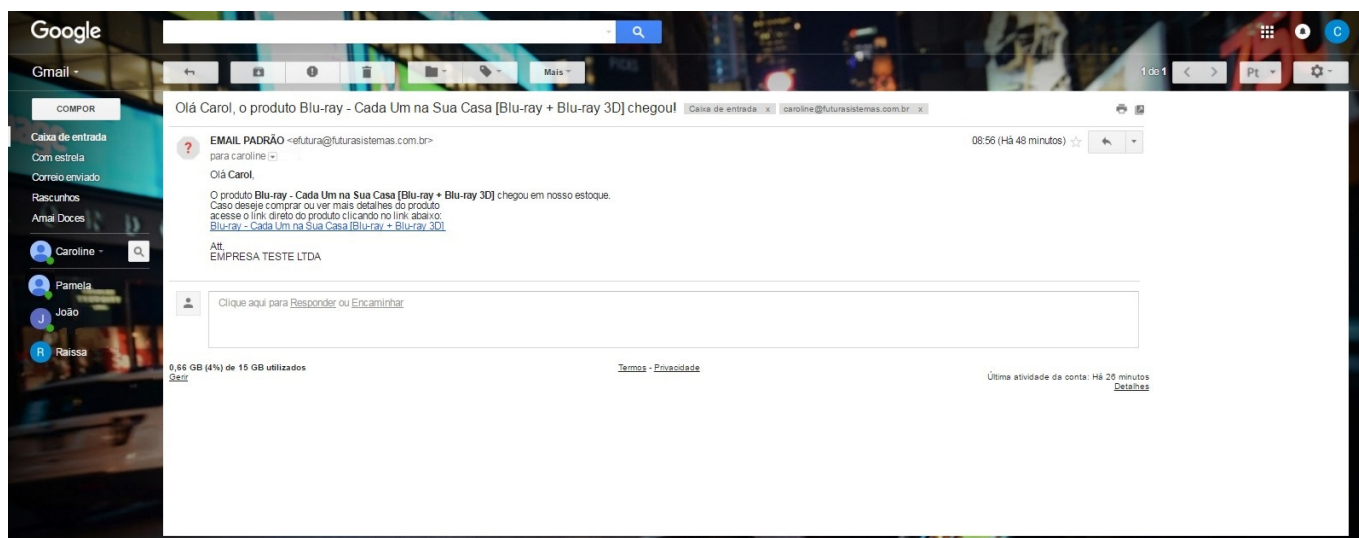 Google
C
Gmail
Mais
1 de 1
Pt
COMPOR
Olá Carol, o produto Blu-ray - Cada Um na Sua Casa [Blu-ray + Blu-ray 3D] chegou!
Caixa de entrada x
caroline@futurasistemas.com.br x
Caixa de entrada
Com estrela
Correio enviado
Rascunhos
Amai Doces
Caroline
Pamela
J João
R Raissa
?
EMAIL PADRÃO <efutura@futurasistemas.com.br>
08:56 (Há 48 minutos)
para caroline
Olá Carol,
O produto Blu-ray - Cada Um na Sua Casa [Blu-ray + Blu-ray 3D] chegou em nosso estoque.
Caso deseje comprar ou ver mais detalhes do produto
acesse o link direto do produto clicando no link abaixo:
Blu-ray - Cada Um na Sua Casa [Blu-ray + Blu-ray 3D]
Att,
EMPRESA TESTE LTDA
Clique aqui para Responder ou Encaminhar
0,66 GB (4%) de 15 GB utilizados
Gerir
Termos - Privacidade
Última atividade da conta: Há 26 minutos
Detalhes